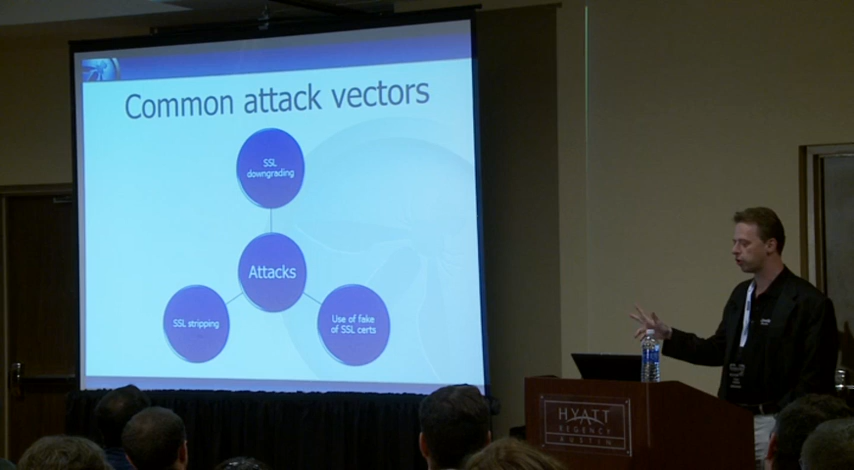 Common attack vectors
SSL
downgrading
Attacks
SSL stripping
Use of fake
of SSL certs
HYATT
REGENCY
AUSTIN